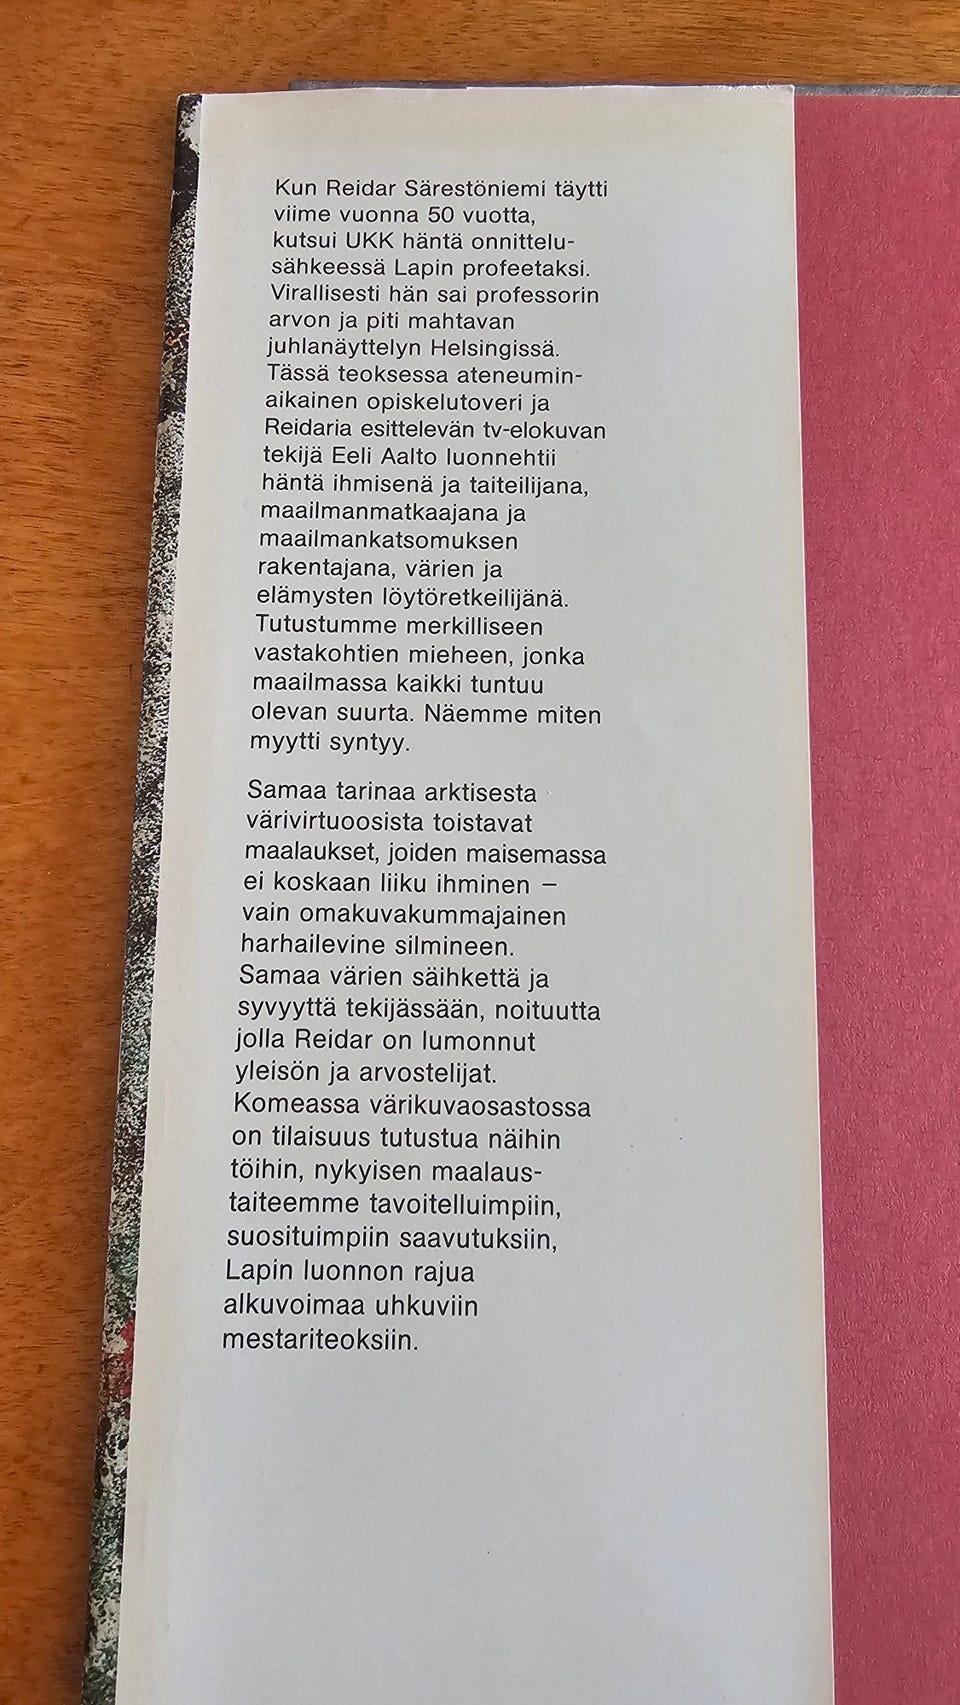 Kun Reidar Särestöniemi täytti
viime vuonna 50 vuotta,
kutsui UKK häntä onnittelu-
sähkeessä Lapin profeetaksi.
Virallisesti hän sai professorin
arvon ja piti mahtavan
juhlanäyttelyn Helsingissä.
Tässä teoksessa ateneumin-
aikainen opiskelutoveri ja
Reidaria esittelevän tv-elokuvan
tekijä Eeli Aalto luonnehtii
häntä ihmisenä ja taiteilijana,
maailmanmatkaajana ja
maailmankatsomuksen
rakentajana, värien ja
elämysten löytöretkeilijänä.
Tutustumme merkilliseen
vastakohtien mieheen, jonka
maailmassa kaikki tuntuu
olevan suurta. Näemme miten
myytti syntyy.
Samaa tarinaa arktisesta
värivirtuoosista toistavat
maalaukset, joiden maisemassa
ei koskaan liiku ihminen –
vain omakuvakummajainen
harhailevine silmineen.
Samaa värien säihkettä ja
syvyyttä tekijässään, noituutta
jolla Reidar on lumonnut
yleisön ja arvostelijat.
Komeassa värikuvaosastossa
on tilaisuus tutustua näihin
töihin, nykyisen maalaus-
taiteemme tavoitelluimpiin,
suosituimpiin saavutuksiin,
Lapin luonnon rajua
alkuvoimaa uhkuviin
mestariteoksiin.